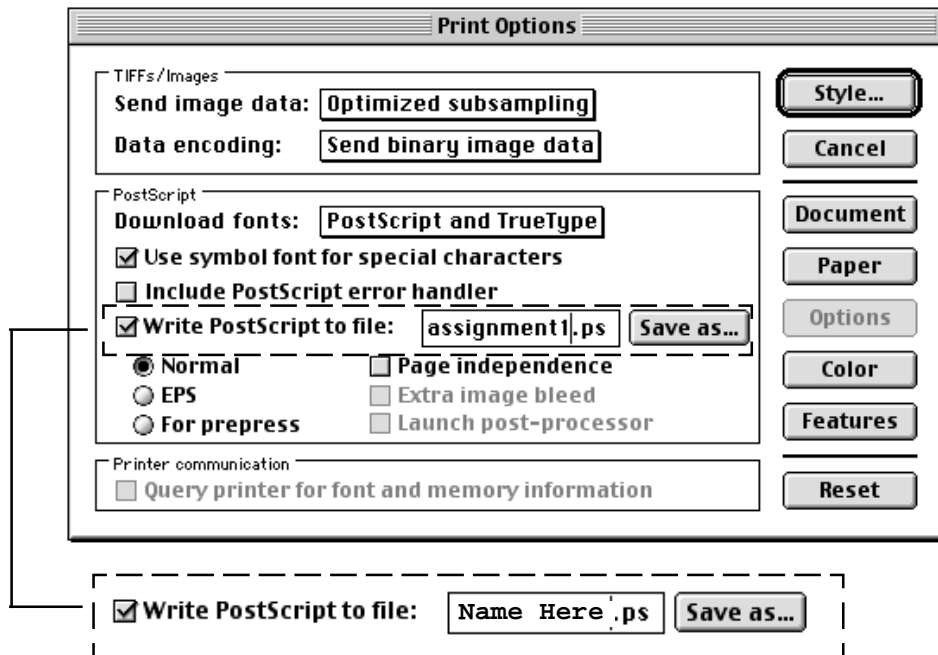 Print Options
TIFFs/Images
Send image data: Optimized subsampling
Data encoding: Send binary image data
PostScript
Download fonts: PostScript and TrueType
Use symbol font for special characters
Include PostScript error handler
Write PostScript to file: assignment1.ps Save as...
Normal Page independence
EPS Extra image bleed
For prepress Launch post-processor
Printer communication
Query printer for font and memory information
Style...
Cancel
Document
Paper
Options
Color
Features
Reset
Write PostScript to file: Name Here .ps Save as...